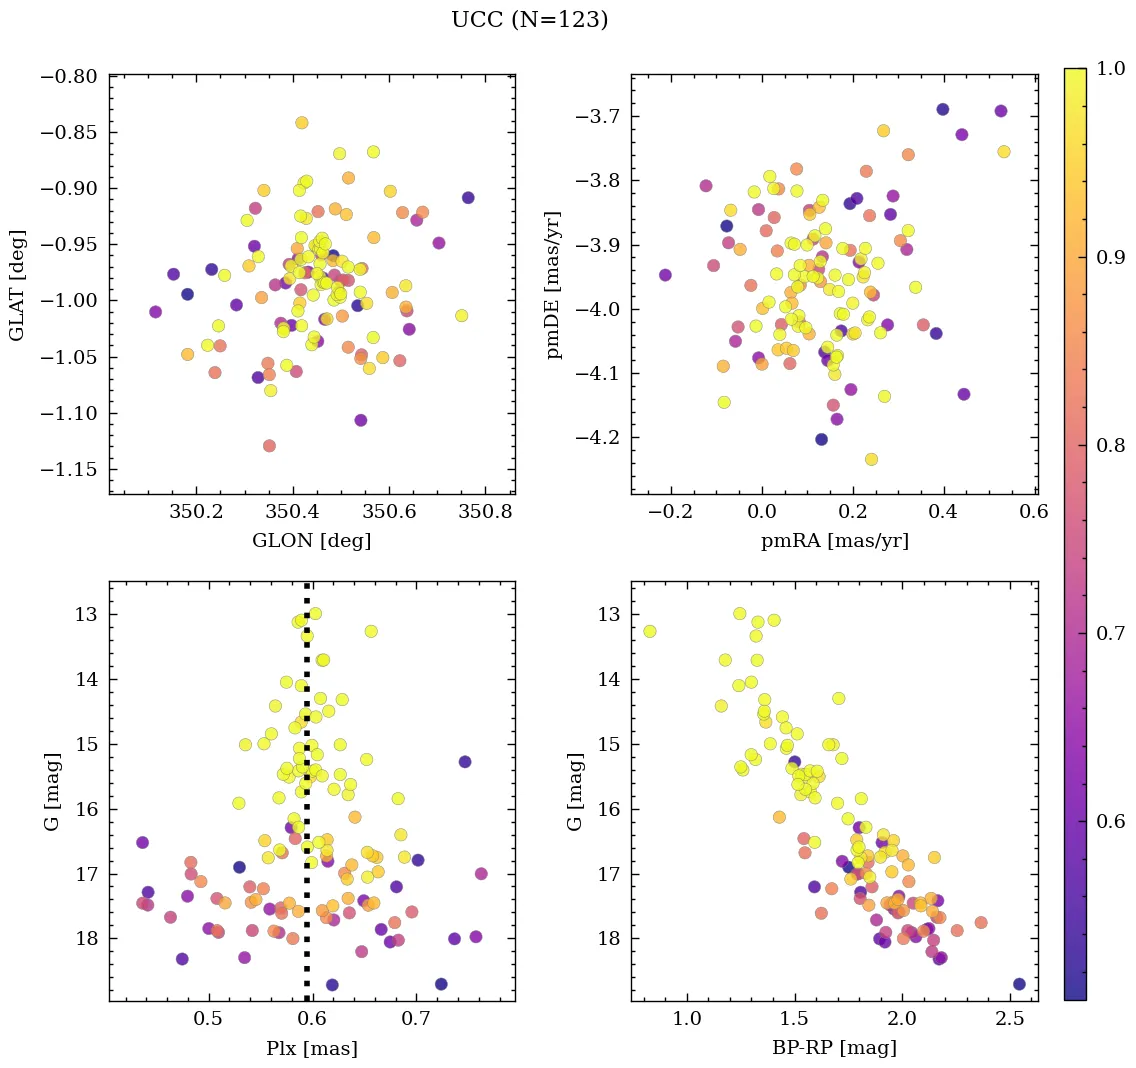 UCC (N=123)
−0.80
−0.85
−0.90
−0.95
−1.00
−1.05
−1.10
−1.15
GLAT [deg]
350.2 350.4 350.6 350.8
GLON [deg]
−3.7
−3.8
−3.9
−4.0
−4.1
−4.2
pmDE [mas/yr]
−0.2 0.0 0.2 0.4 0.6
pmRA [mas/yr]
13
14
15
16
17
18
G [mag]
0.5 0.6 0.7
Plx [mas]
13
14
15
16
17
18
G [mag]
1.0 1.5 2.0 2.5
BP-RP [mag]
1.0
0.9
0.8
0.7
0.6